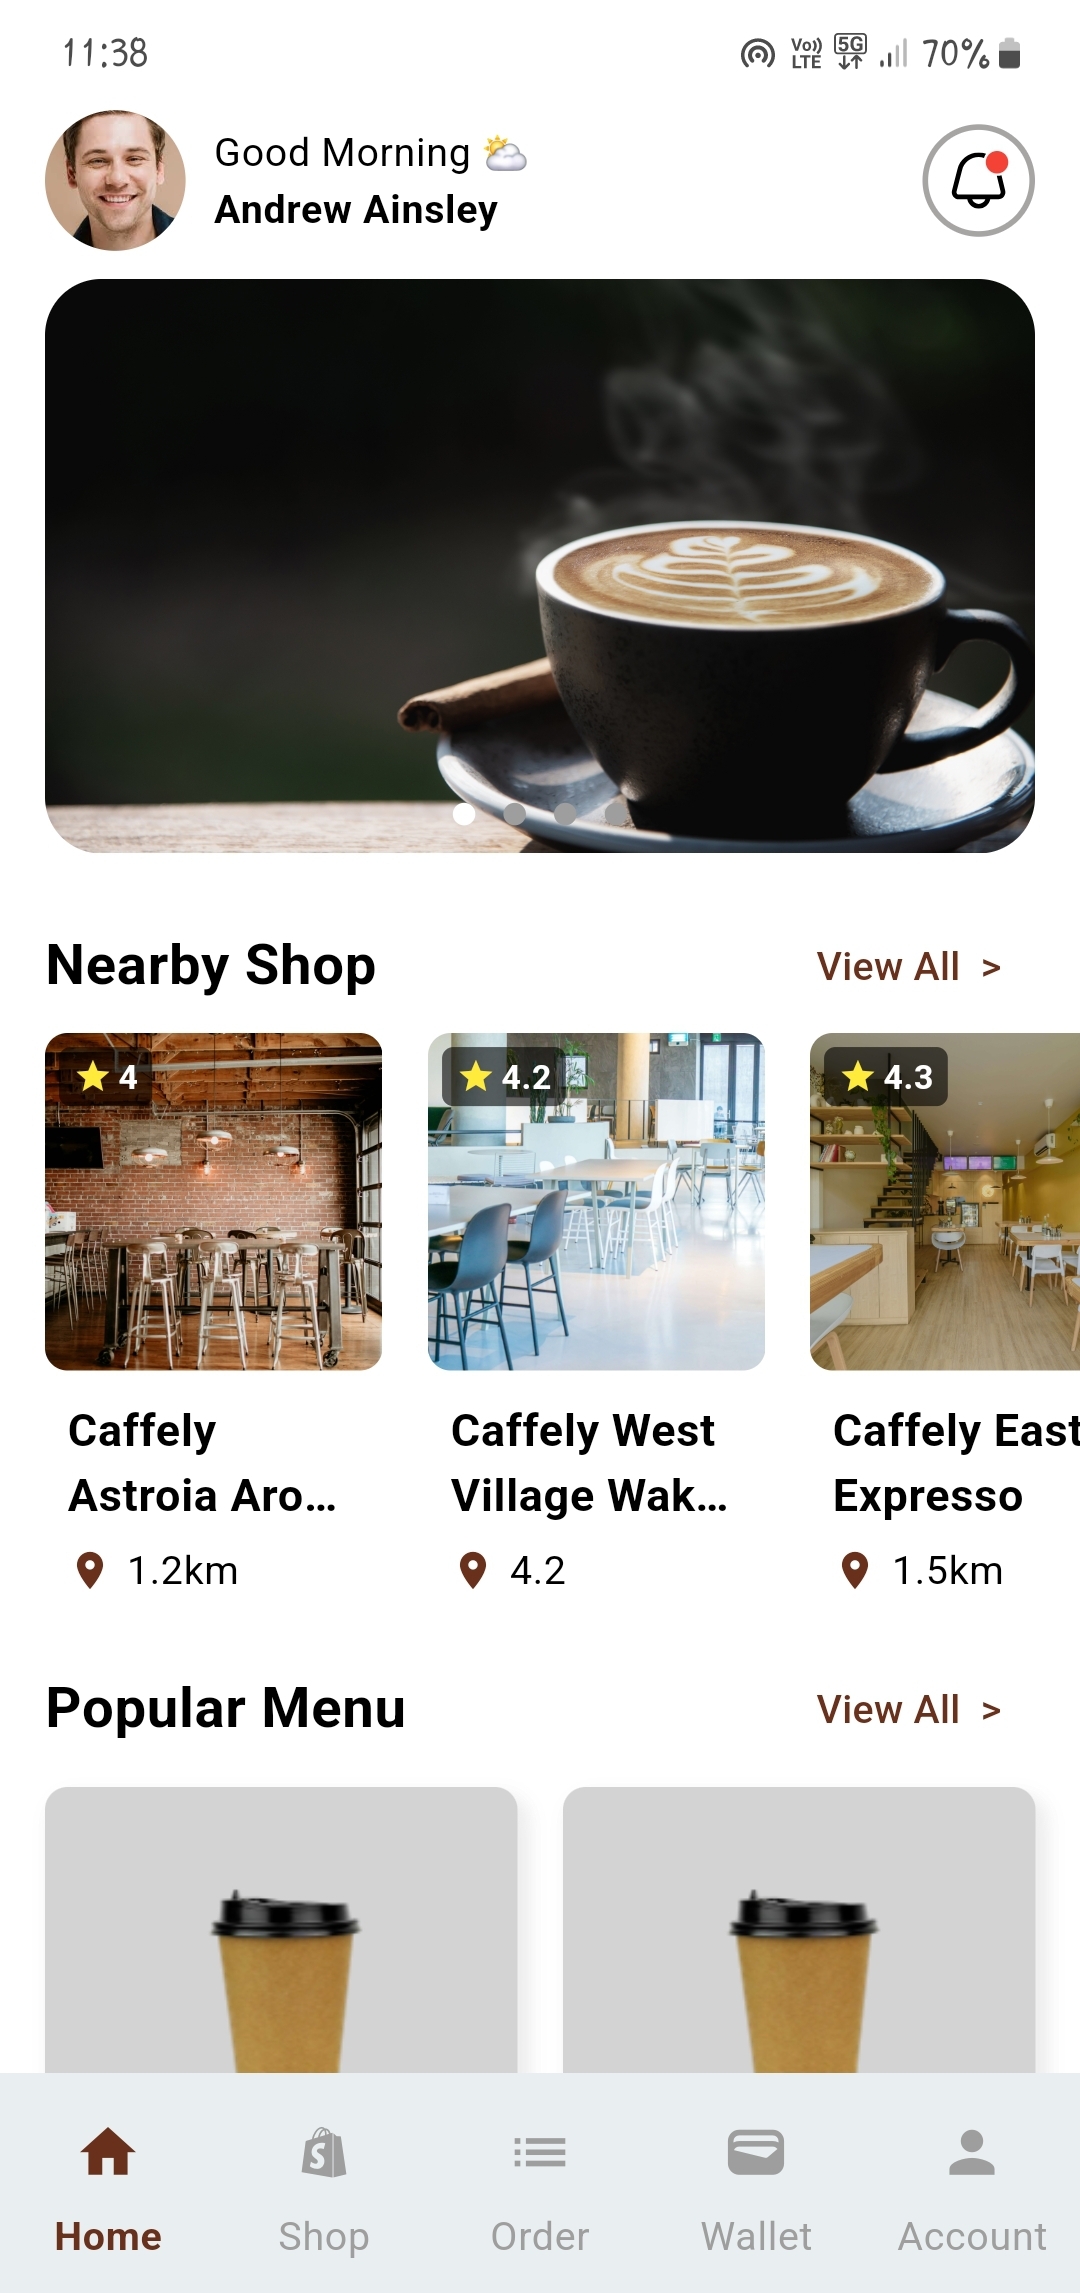 11:38
Vo)) LTE 5G 70%
Good Morning 🌤️
Andrew Ainsley
Nearby Shop
View All >
4
4.2
4.3
Caffely
Astroia Aro...
1.2km
Caffely West
Village Wak...
4.2
Caffely East
Expresso
1.5km
Popular Menu
View All >
Home
Shop
Order
Wallet
Account